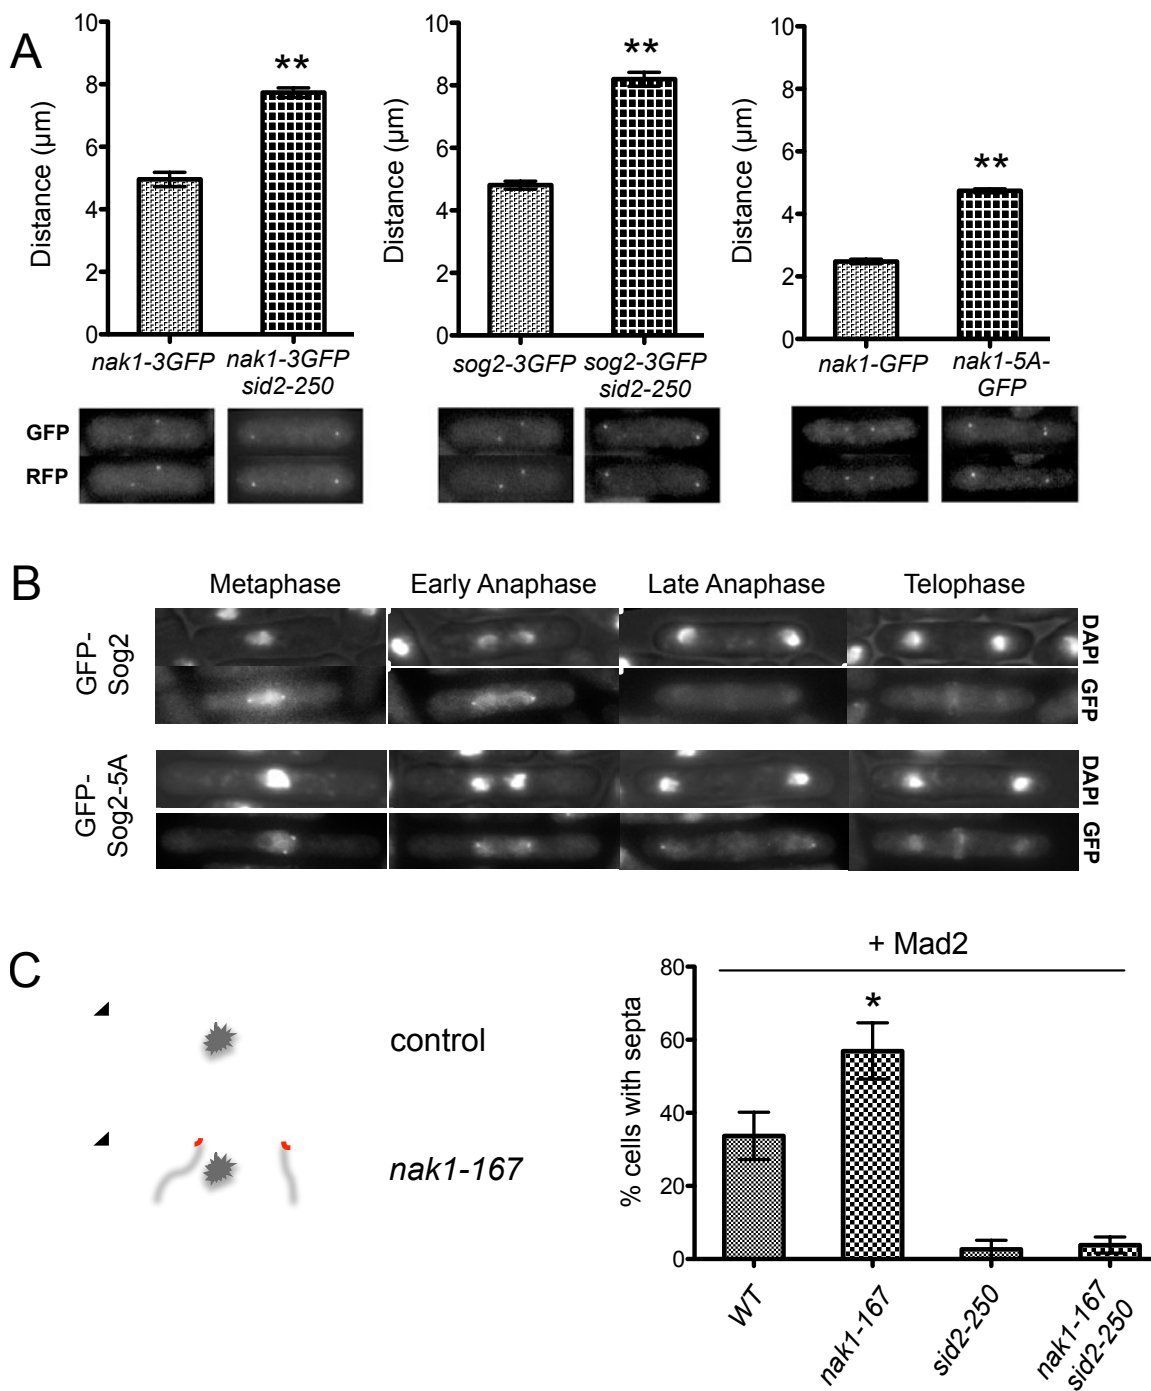 A
10
8
6
4
2
0
Distance (μm)
**
nak1-3GFP
nak1-3GFP
sid2-250
10
8
6
4
2
0
Distance (μm)
**
sog2-3GFP
sog2-3GFP
sid2-250
10
8
6
4
2
0
Distance (μm)
**
nak1-GFP
nak1-5A-
GFP
GFP
RFP
B
Metaphase
Early Anaphase
Late Anaphase
Telophase
GFP-
Sog2
DAPI
GFP
GFP-
Sog2-5A
DAPI
GFP
C
control
nak1-167
+ Mad2
80
60
40
20
0
% cells with septa
*
WT
nak1-167
sid2-250
nak1-167
sid2-250